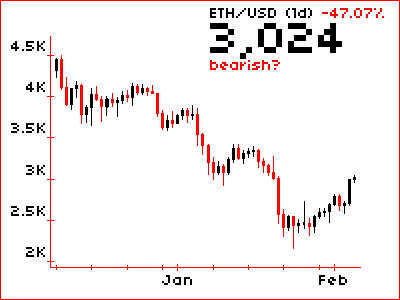 ETH/USD (1d) -47.07%
3,024
bearish?
4.5K
4K
3.5K
3K
2.5K
2K
Jan Feb